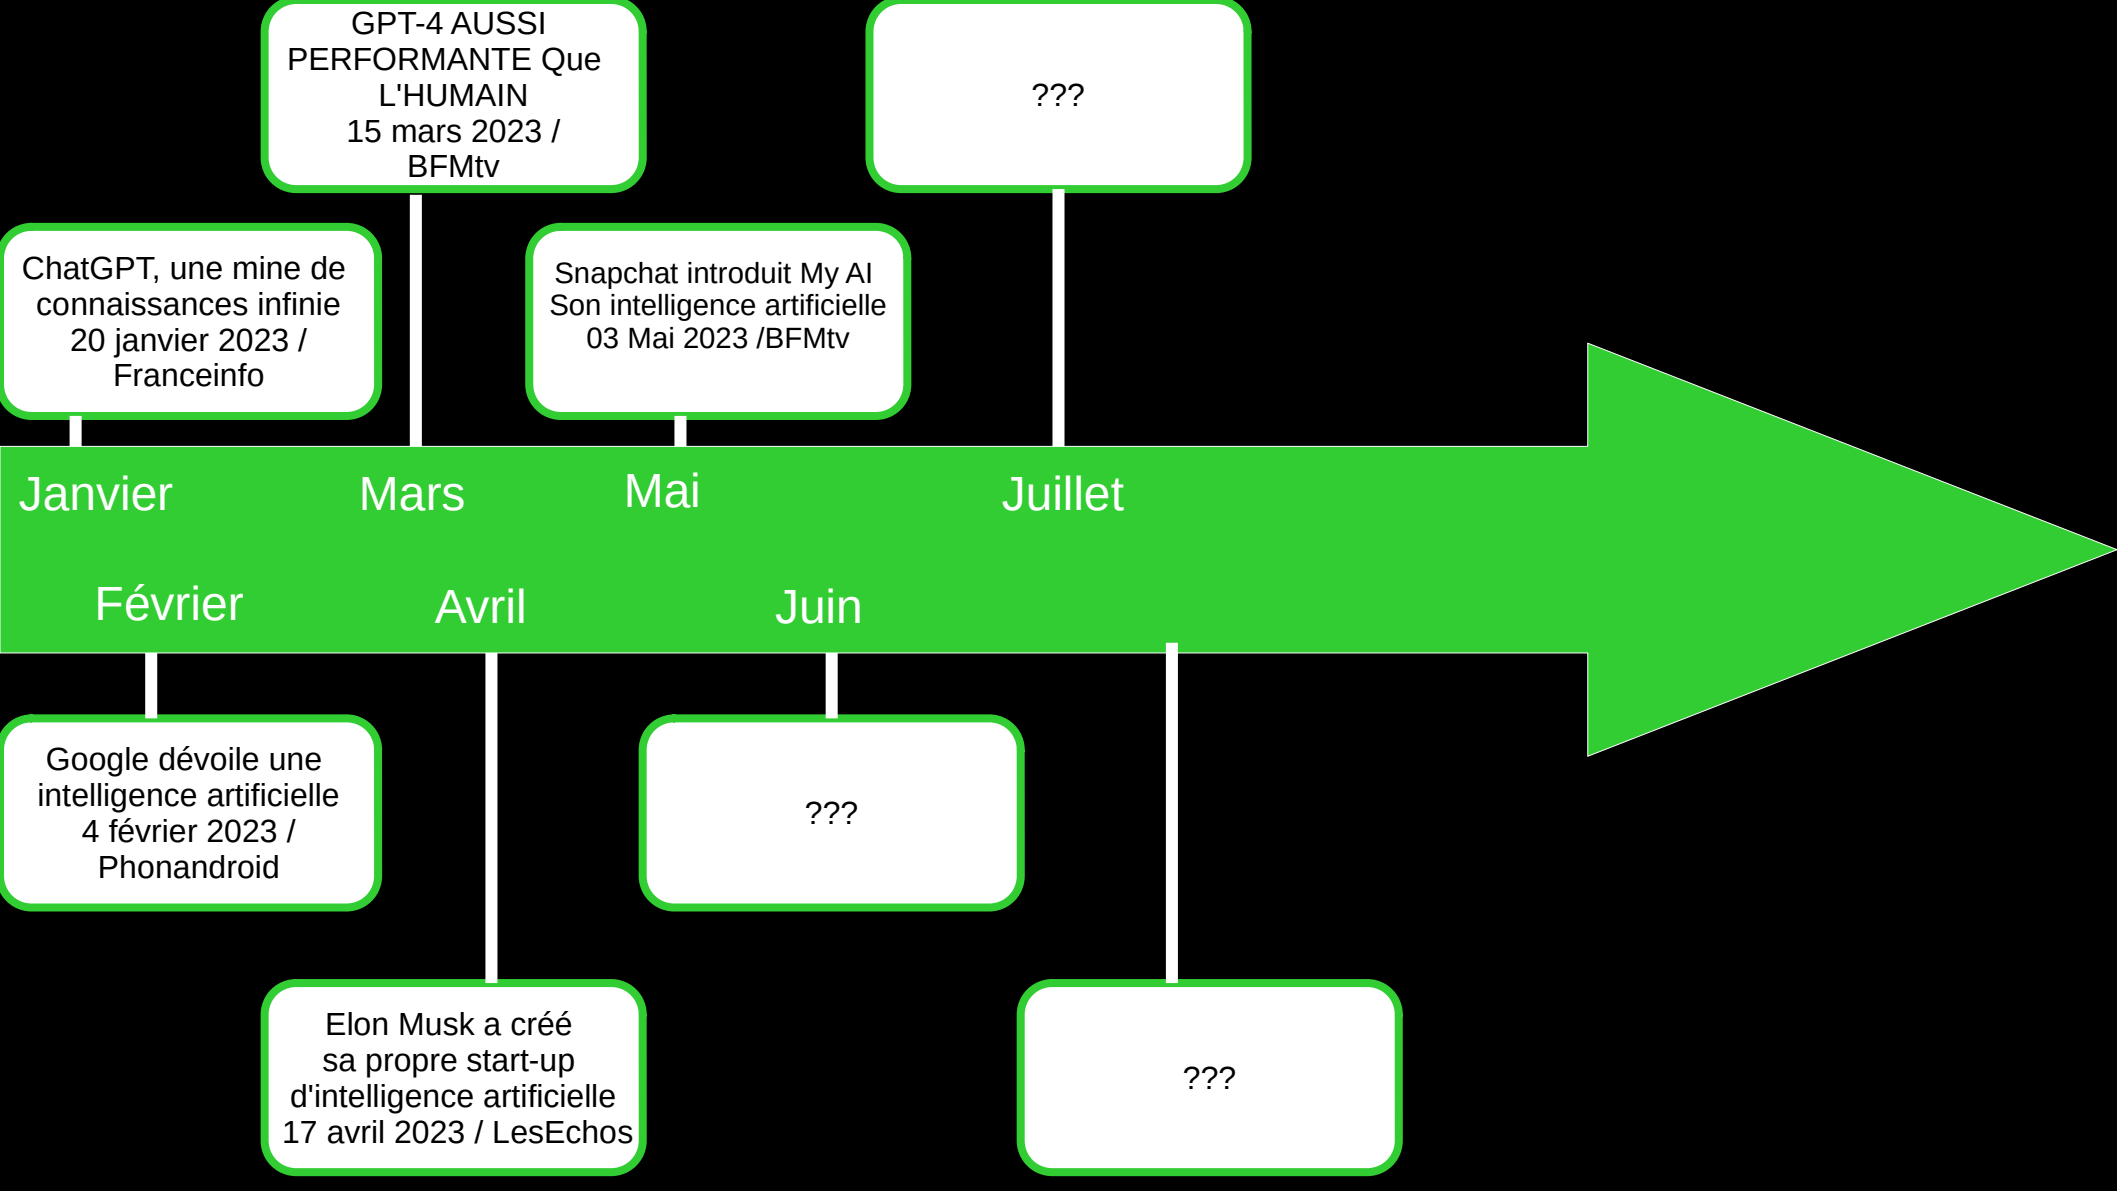 GPT-4 AUSSI
PERFORMANTE Que
L'HUMAIN
15 mars 2023 /
BFMtv
???
ChatGPT, une mine de
connaissances infinie
20 janvier 2023 /
Franceinfo
Snapchat introduit My AI
Son intelligence artificielle
03 Mai 2023 /BFMtv
Janvier
Mars
Mai
Juillet
Février
Avril
Juin
Google dévoile une
intelligence artificielle
4 février 2023 /
Phonandroid
???
Elon Musk a créé
sa propre start-up
d'intelligence artificielle
17 avril 2023 / LesEchos
???